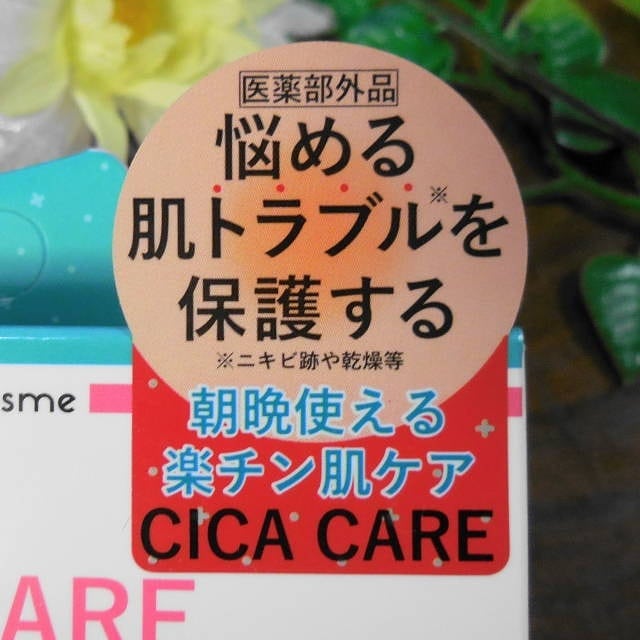 医薬部外品
悩める
肌トラブル※を
保護する
※ニキビ跡や乾燥等
朝晩使える
楽チン肌ケア
CICA CARE
sme
ARE